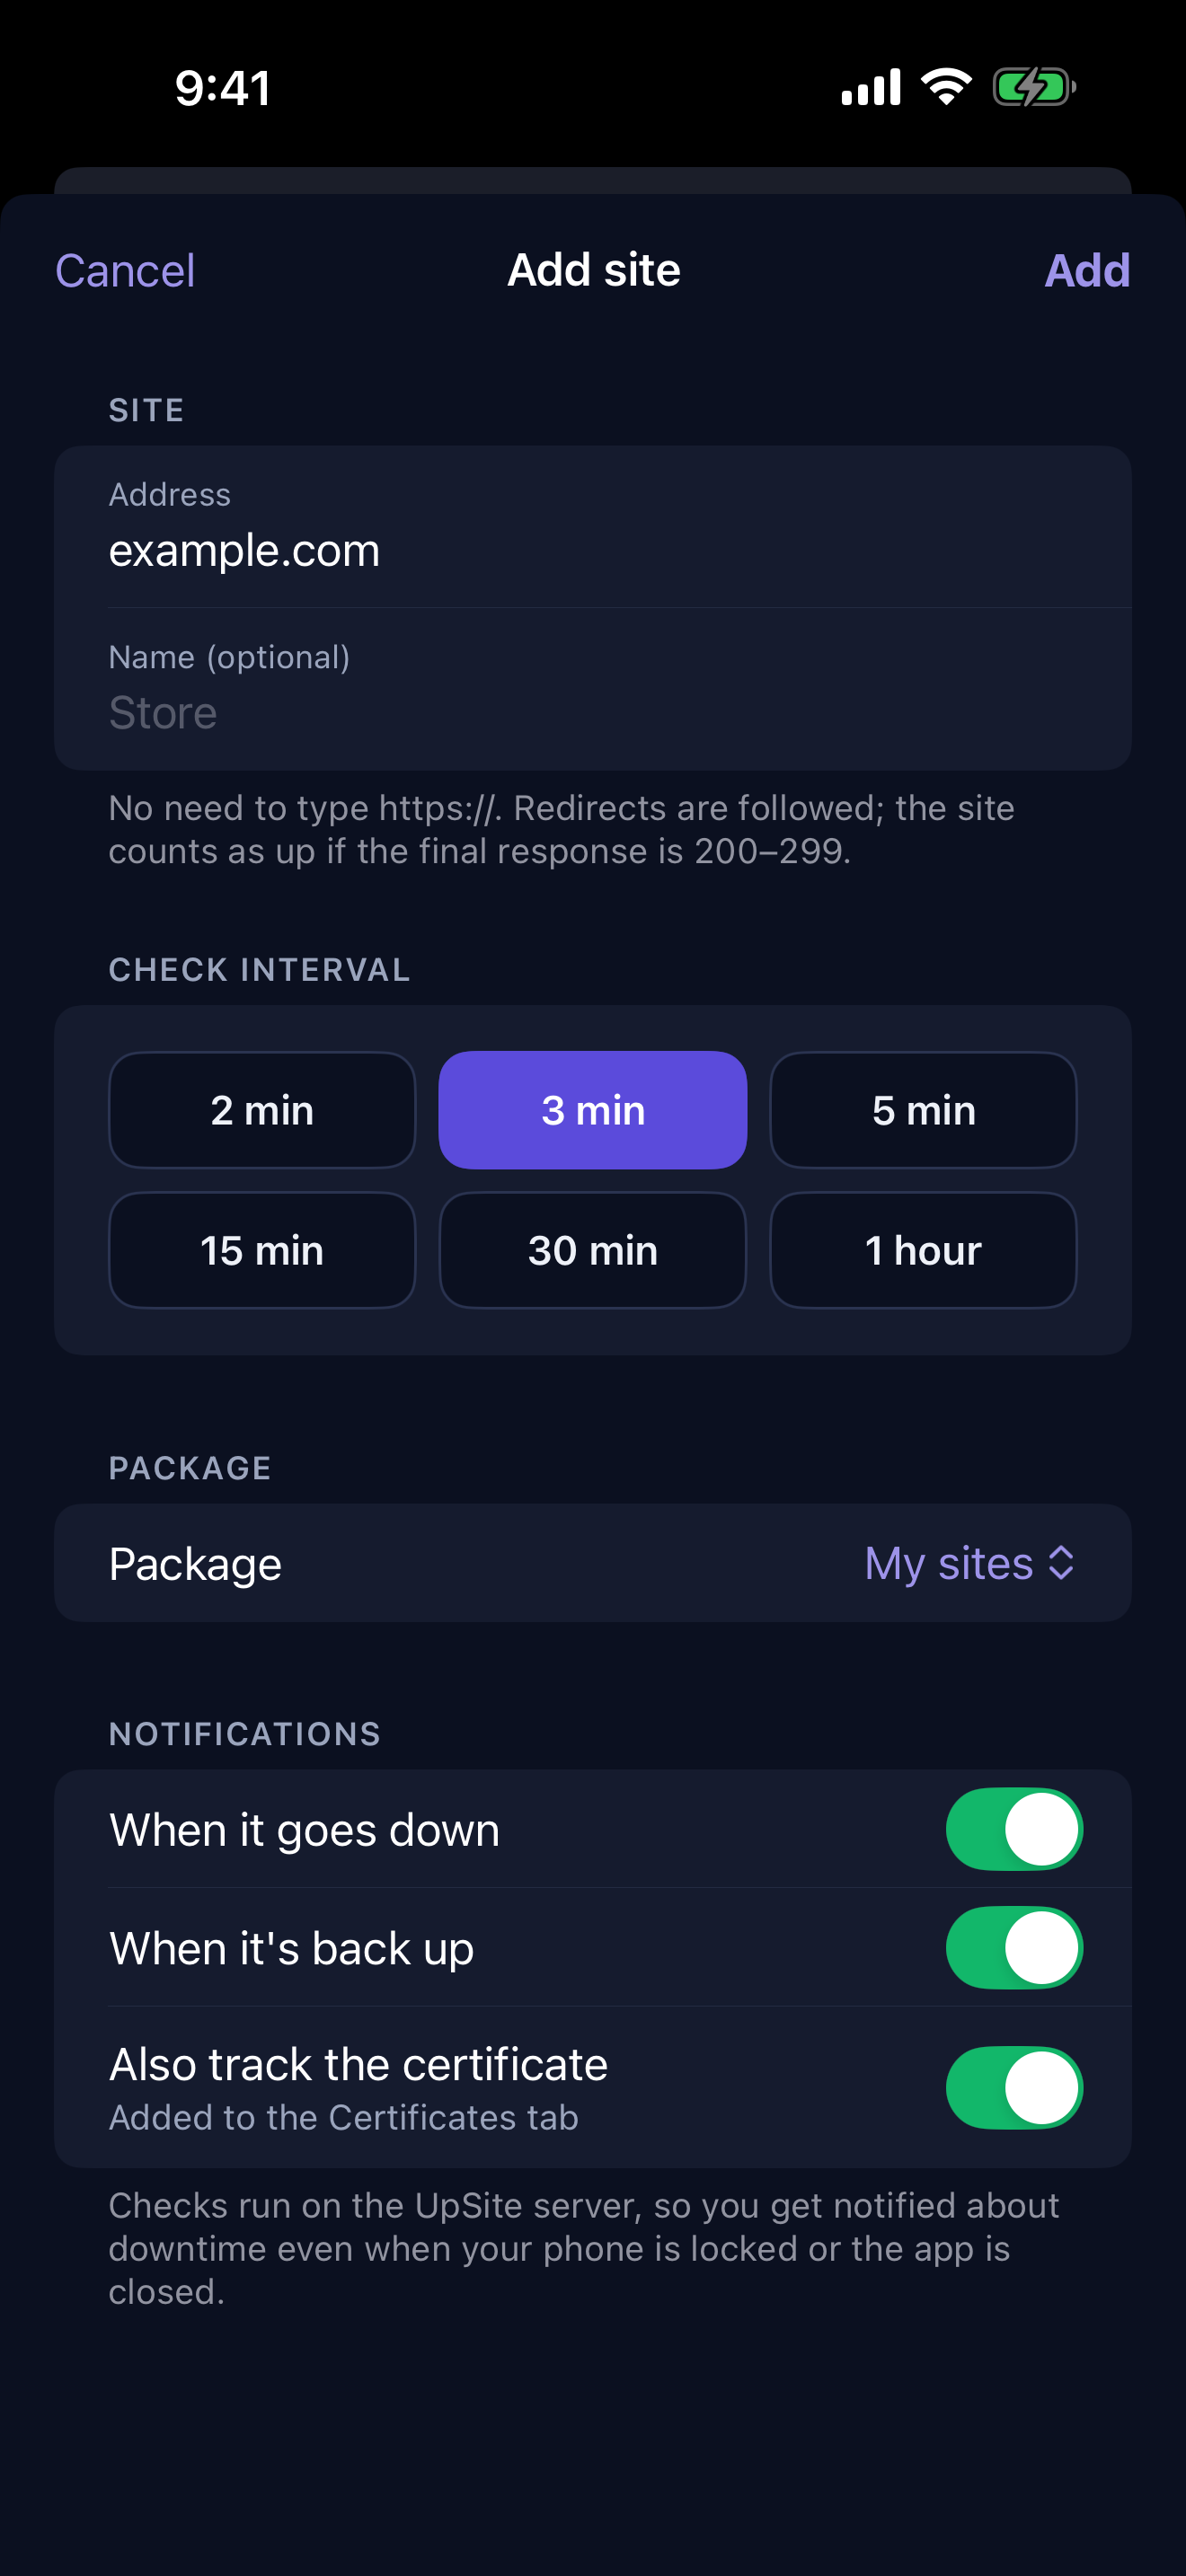 9:41
Cancel
Add site
Add
SITE
Address
example.com
Name (optional)
Store
No need to type https://. Redirects are followed; the site
counts as up if the final response is 200–299.
CHECK INTERVAL
2 min
3 min
5 min
15 min
30 min
1 hour
PACKAGE
Package
My sites
NOTIFICATIONS
When it goes down
When it's back up
Also track the certificate
Added to the Certificates tab
Checks run on the UpSite server, so you get notified about
downtime even when your phone is locked or the app is
closed.